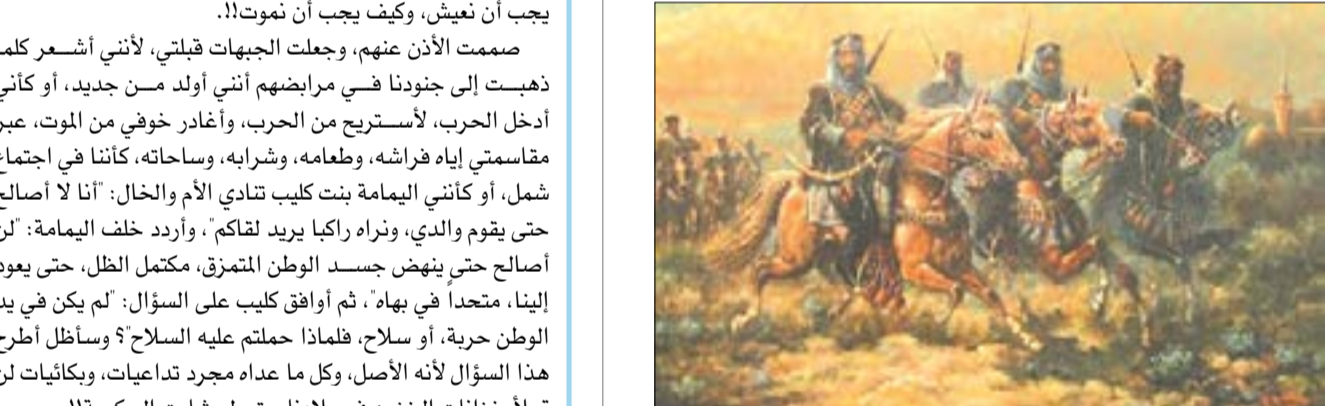 يجب أن نعيش، وكيف يجب أن نموت!!.
صممت الأذن عنهم، وجعلت الجبهات قبلتي، لأنني أشعر كلما
ذهبت إلى جنودنا في مرابضهم أنني أولد من جديد، أو كأني
أدخل الحرب، لأستريح من الحرب، وأغادر خوفي من الموت، عبر
مقاسمتي إياه فراشه، وطعامه، وشرابه، وساحاته، كأننا في اجتماع
شمل، أو كأنني اليمامة بنت كليب تنادي الأم والخال: "أنا لا أصالح
حتى يقوم والدي، ونراه راكبا يريد لقاكم"، وأردد خلف اليمامة: "لن
أصالح حتى ينهض جسد الوطن المتمزق، مكتمل الظل، حتى يعود
إلينا، متحداً في بهاه"، ثم أوافق كليب على السؤال: "لم يكن في يد
الوطن حربة، أو سلاح، فلماذا حملتم عليه السلاح"؟ وسأظل أطرح
هذا السؤال لأنه الأصل، وكل ما عداه مجرد تداعيات، وبكائيات لن